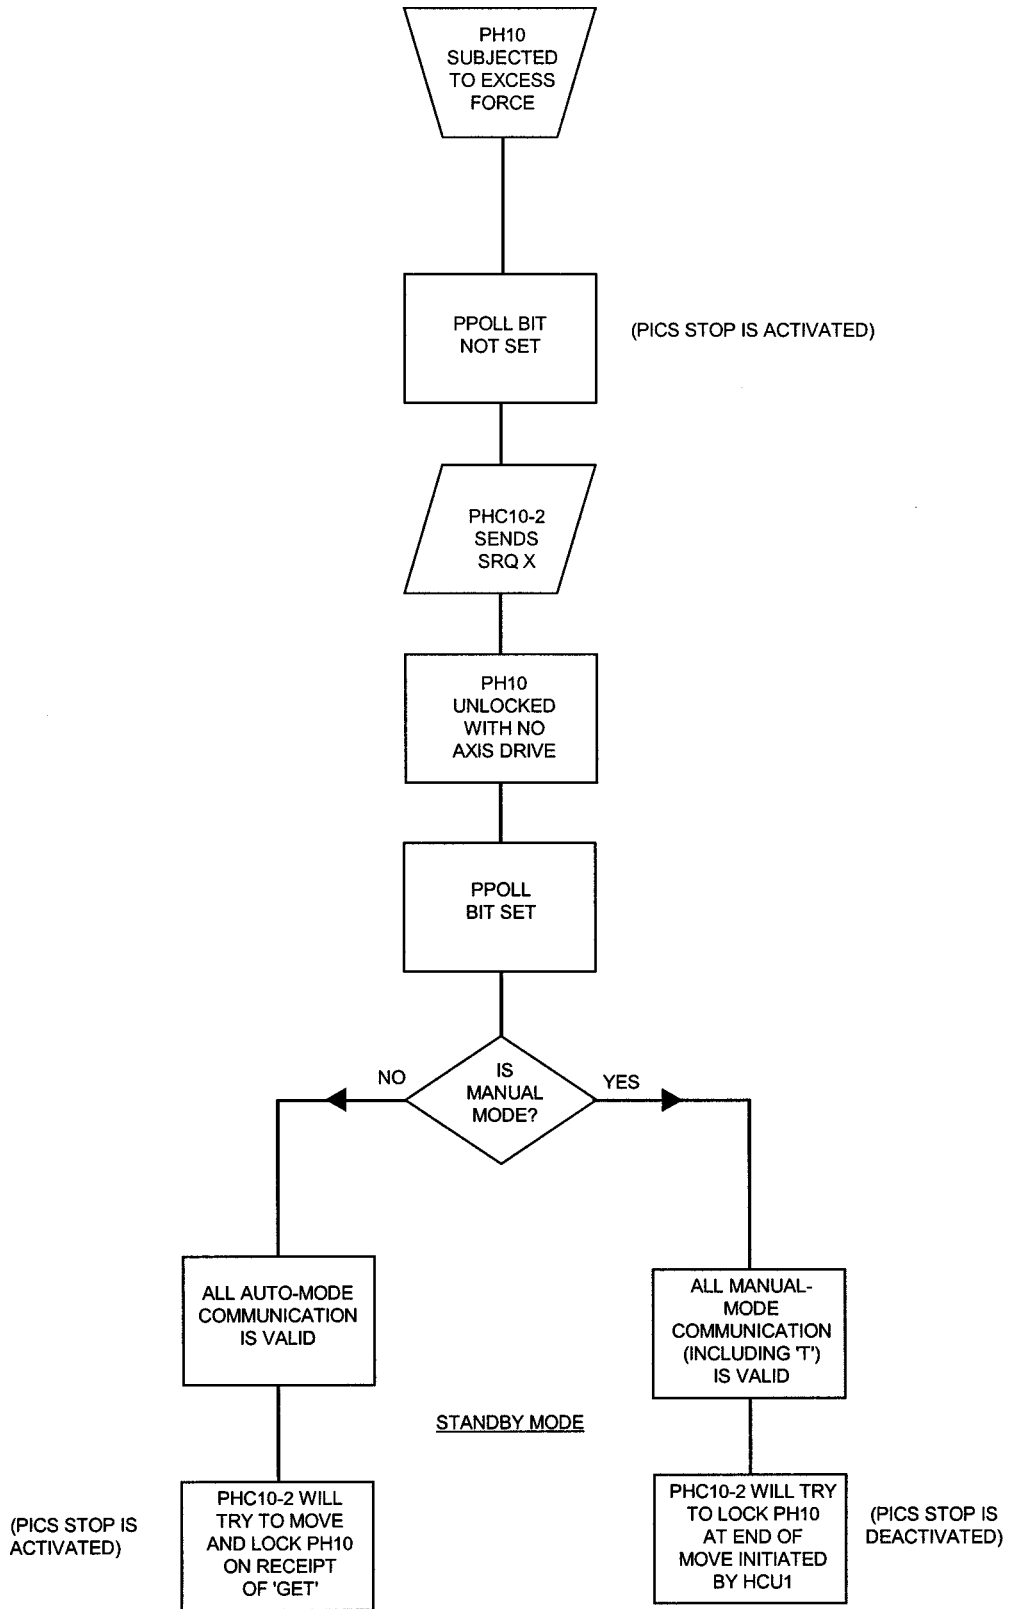 PH10
SUBJECTED
TO EXCESS
FORCE
PPOLL BIT
NOT SET
(PICS STOP IS ACTIVATED)
PHC10-2
SENDS
SRQ X
PH10
UNLOCKED
WITH NO
AXIS DRIVE
PPOLL
BIT SET
IS
MANUAL
MODE?
NO
YES
ALL AUTO-MODE
COMMUNICATION
IS VALID
ALL MANUAL-
MODE
COMMUNICATION
(INCLUDING 'T')
IS VALID
STANDBY MODE
(PICS STOP IS
ACTIVATED)
PHC10-2 WILL
TRY TO MOVE
AND LOCK PH10
ON RECEIPT
OF 'GET'
PHC10-2 WILL TRY
TO LOCK PH10
AT END OF
MOVE INITIATED
BY HCU1
(PICS STOP IS
DEACTIVATED)